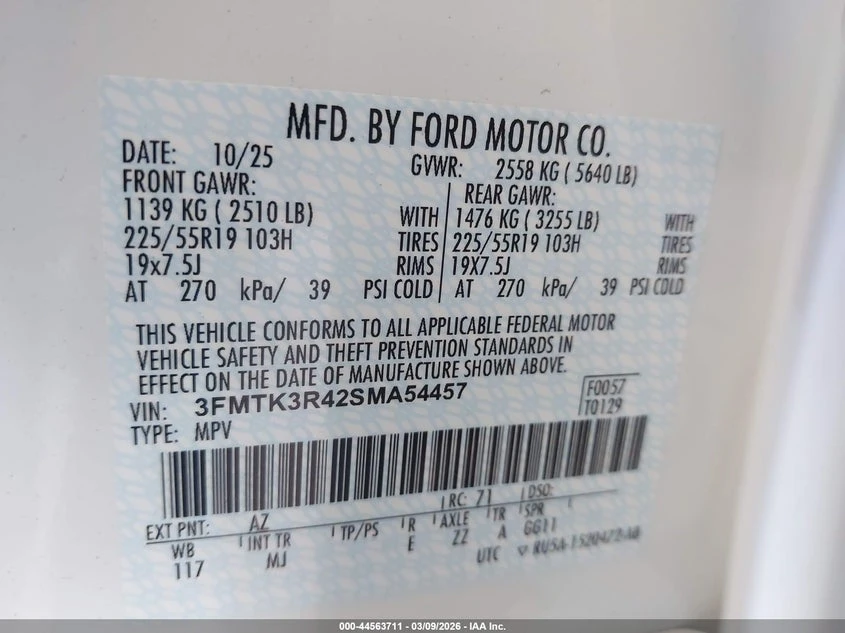 MFD. BY FORD MOTOR CO.
DATE: 10/25 GVWR: 2558 KG ( 5640 LB)
FRONT GAWR: REAR GAWR:
1139 KG ( 2510 LB) WITH 1476 KG ( 3255 LB) WITH
225/55R19 103H TIRES 225/55R19 103H TIRES
19x7.5J RIMS 19X7.5J RIMS
AT 270 kPa/ 39 PSI COLD AT 270 kPa/ 39 PSI COLD
THIS VEHICLE CONFORMS TO ALL APPLICABLE FEDERAL MOTOR
VEHICLE SAFETY AND THEFT PREVENTION STANDARDS IN
EFFECT ON THE DATE OF MANUFACTURE SHOWN ABOVE.
VIN: 3FMTK3R42SMA54457 F0057
TYPE: MPV T0129
RC: 71 DSO:
EXT PNT: AZ
WB INT TR TP/PS R AXLE TR SPR
117 MJ E ZZ A GG11
UTC
000-44563711 - 03/09/2026 - IAA Inc.